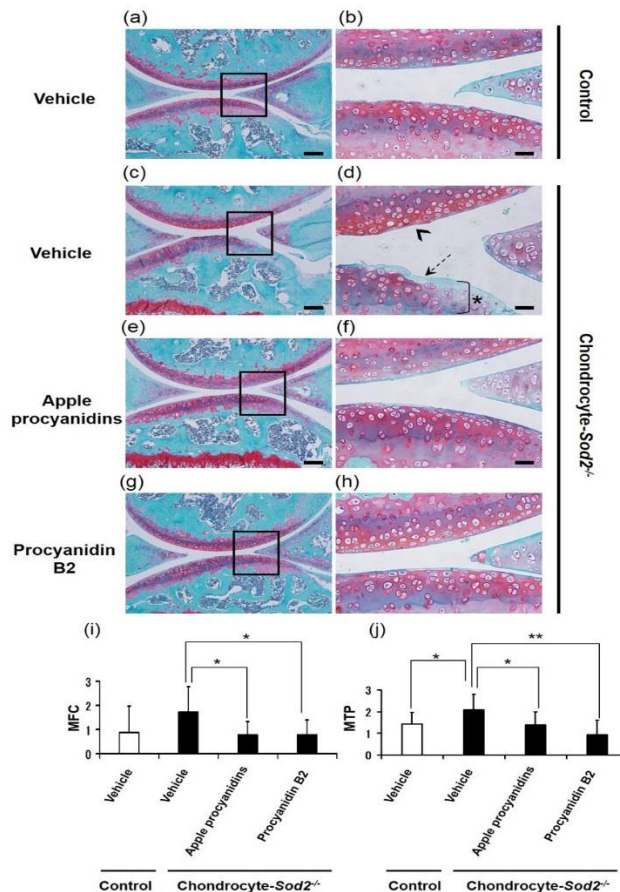 (a) (b)
Vehicle
Control
(c) (d)
Vehicle
*
(e) (f)
Apple
procyanidins
Chondrocyte-Sod2-/-
(g) (h)
Procyanidin
B2
(i)
*
*
3
2
1
0
MFC
Vehicle
Vehicle
Apple procyanidins
Procyanidin B2
Control
Chondrocyte-Sod2-/-
(j)
**
*
*
3
2
1
0
MTP
Vehicle
Vehicle
Apple procyanidins
Procyanidin B2
Control
Chondrocyte-Sod2-/-